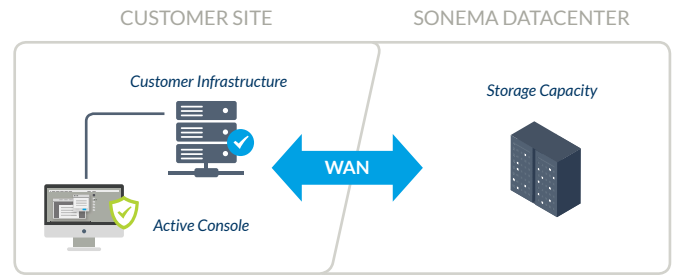 CUSTOMER SITE
SONEMA DATACENTER
Customer Infrastructure
Storage Capacity
WAN
Active Console